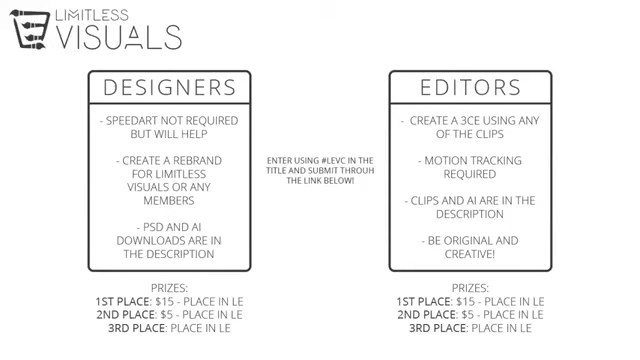 LIMITLESS
VISUALS
DESIGNERS
- SPEEDART NOT REQUIRED
BUT WILL HELP
- CREATE A REBRAND
FOR LIMITLESS
VISUALS OR ANY
MEMBERS
- PSD AND AI
DOWNLOADS ARE IN
THE DESCRIPTION
PRIZES:
1ST PLACE: $15 - PLACE IN LE
2ND PLACE: $5 - PLACE IN LE
3RD PLACE: PLACE IN LE
ENTER USING #LEVC IN THE
TITLE AND SUBMIT THROUH
THE LINK BELOW!
EDITORS
- CREATE A 3CE USING ANY
OF THE CLIPS
- MOTION TRACKING
REQUIRED
- CLIPS AND AI ARE IN THE
DESCRIPTION
- BE ORIGINAL AND
CREATIVE!
PRIZES:
1ST PLACE: $15 - PLACE IN LE
2ND PLACE: $5 - PLACE IN LE
3RD PLACE: PLACE IN LE